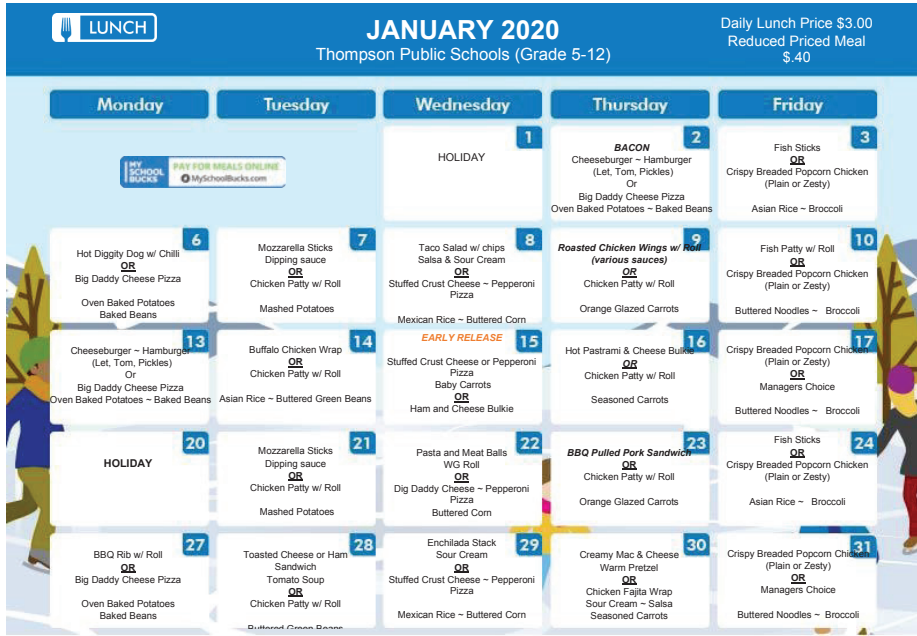 LUNCH
JANUARY 2020
Thompson Public Schools (Grade 5-12)
Daily Lunch Price $3.00
Reduced Priced Meal
$.40
Monday
Tuesday
Wednesday
Thursday
Friday
MY
SCHOOL
BUCKS
PAY FOR MEALS ONLINE
MySchoolBucks.com
1
HOLIDAY
2
BACON
Cheeseburger ~ Hamburger
(Let, Tom, Pickles)
Or
Big Daddy Cheese Pizza
Oven Baked Potatoes ~ Baked Beans
3
Fish Sticks
OR
Crispy Breaded Popcorn Chicken
(Plain or Zesty)
Asian Rice ~ Broccoli
6
Hot Diggity Dog w/ Chilli
OR
Big Daddy Cheese Pizza
Oven Baked Potatoes
Baked Beans
7
Mozzarella Sticks
Dipping sauce
OR
Chicken Patty w/ Roll
Mashed Potatoes
8
Taco Salad w/ chips
Salsa & Sour Cream
OR
Stuffed Crust Cheese ~ Pepperoni
Pizza
Mexican Rice ~ Buttered Corn
9
Roasted Chicken Wings w/ Roll
(various sauces)
OR
Chicken Patty w/ Roll
Orange Glazed Carrots
10
Fish Patty w/ Roll
OR
Crispy Breaded Popcorn Chicken
(Plain or Zesty)
Buttered Noodles ~ Broccoli
13
Cheeseburger ~ Hamburger
(Let, Tom, Pickles)
Or
Big Daddy Cheese Pizza
Oven Baked Potatoes ~ Baked Beans
14
Buffalo Chicken Wrap
OR
Chicken Patty w/ Roll
Asian Rice ~ Buttered Green Beans
15
EARLY RELEASE
Stuffed Crust Cheese or Pepperoni
Pizza
Baby Carrots
OR
Ham and Cheese Bulkie
16
Hot Pastrami & Cheese Bulkie
OR
Chicken Patty w/ Roll
Seasoned Carrots
17
Crispy Breaded Popcorn Chicken
(Plain or Zesty)
OR
Managers Choice
Buttered Noodles ~ Broccoli
20
HOLIDAY
21
Mozzarella Sticks
Dipping sauce
OR
Chicken Patty w/ Roll
Mashed Potatoes
22
Pasta and Meat Balls
WG Roll
OR
Dig Daddy Cheese ~ Pepperoni
Pizza
Buttered Corn
23
BBQ Pulled Pork Sandwich
OR
Chicken Patty w/ Roll
Orange Glazed Carrots
24
Fish Sticks
OR
Crispy Breaded Popcorn Chicken
(Plain or Zesty)
Asian Rice ~ Broccoli
27
BBQ Rib w/ Roll
OR
Big Daddy Cheese Pizza
Oven Baked Potatoes
Baked Beans
28
Toasted Cheese or Ham
Sandwich
Tomato Soup
OR
Chicken Patty w/ Roll
Buttered Green Beans
29
Enchilada Stack
Sour Cream
OR
Stuffed Crust Cheese ~ Pepperoni
Pizza
Mexican Rice ~ Buttered Corn
30
Creamy Mac & Cheese
Warm Pretzel
OR
Chicken Fajita Wrap
Sour Cream ~ Salsa
Seasoned Carrots
31
Crispy Breaded Popcorn Chicken
(Plain or Zesty)
OR
Managers Choice
Buttered Noodles ~ Broccoli